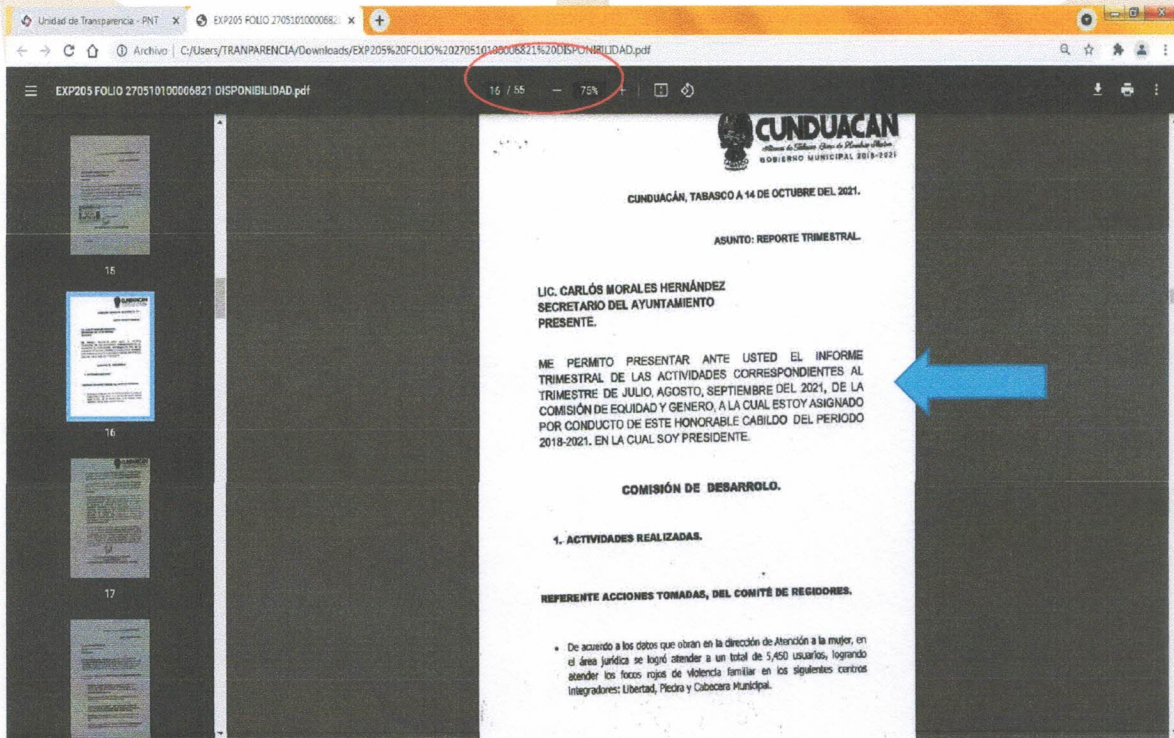 Unidad de Transparencia - PNT
EXP205 FOLIO 2705101000068
Archivo C:/Users/TRANPARENCIA/Downloads/EXP205%20FOLIO%20270510100006821%20DISPONIBILIDAD.pdf
EXP205 FOLIO 270510100006821 DISPONIBILIDAD.pdf
16 / 55 — 75% +
15
16
17
CUNDUACÁN
GOBIERNO MUNICIPAL 2018-2021
CUNDUACÁN, TABASCO A 14 DE OCTUBRE DEL 2021.
ASUNTO: REPORTE TRIMESTRAL.
LIC. CARLÓS MORALES HERNÁNDEZ
SECRETARIO DEL AYUNTAMIENTO
PRESENTE.
ME PERMITO PRESENTAR ANTE USTED EL INFORME
TRIMESTRAL DE LAS ACTIVIDADES CORRESPONDIENTES AL
TRIMESTRE DE JULIO, AGOSTO, SEPTIEMBRE DEL 2021, DE LA
COMISIÓN DE EQUIDAD Y GENERO, A LA CUAL ESTOY ASIGNADO
POR CONDUCTO DE ESTE HONORABLE CABILDO DEL PERIODO
2018-2021. EN LA CUAL SOY PRESIDENTE.
COMISIÓN DE DESARROLO.
1. ACTIVIDADES REALIZADAS.
REFERENTE ACCIONES TOMADAS, DEL COMITÉ DE REGIDORES.
• De acuerdo a los datos que obran en la dirección de Atención a la mujer, en
el área jurídica se logró atender a un total de 5,450 usuarios, logrando
atender los focos rojos de violencia familiar en los siguientes centros
integradores: Libertad, Piedra y Cabecera Municipal.